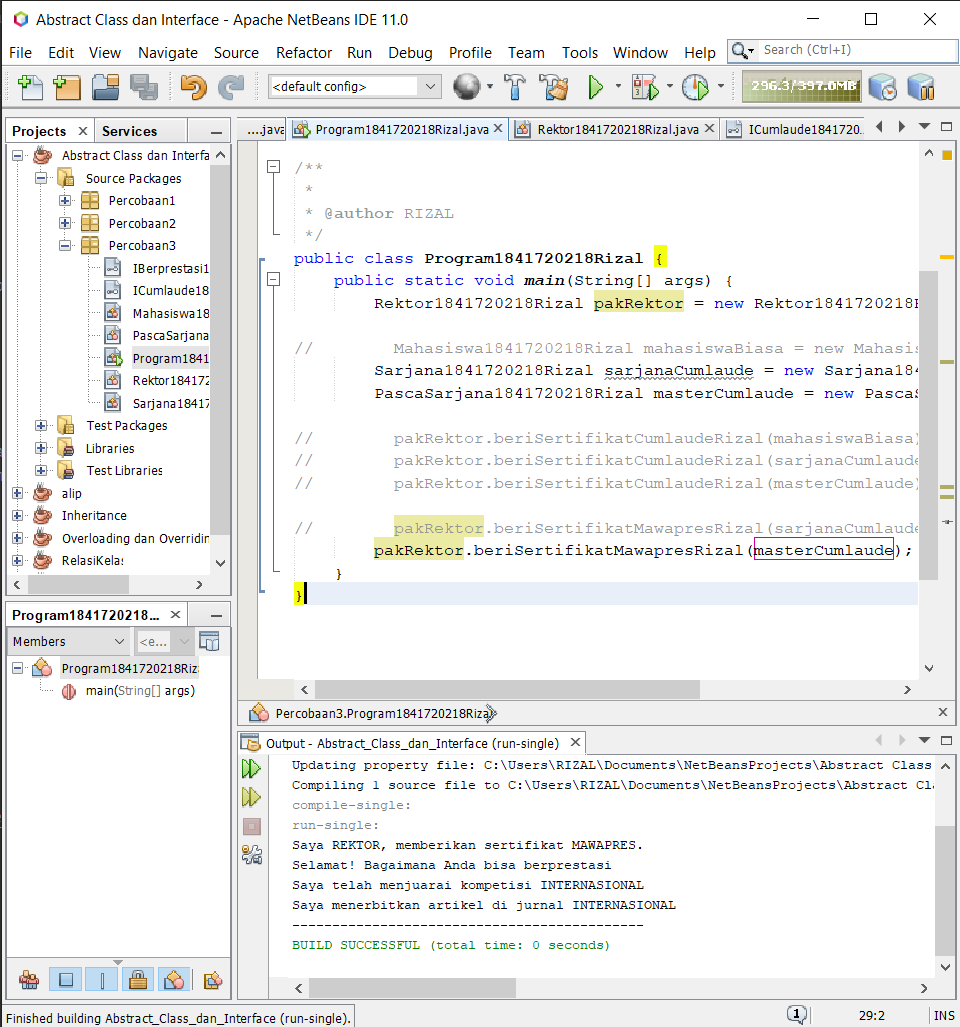 Abstract Class dan Interface - Apache NetBeans IDE 11.0
File Edit View Navigate Source Refactor Run Debug Profile Team Tools Window Help
Search (Ctrl+I)
<default config>
296.3/397.0MB
Projects
Services
Abstract Class dan Interfa
Source Packages
Percobaan1
Percobaan2
Percobaan3
IBerprestasi1
ICumlaude18
Mahasiswa18
PascaSarjana
Program1841
Rektor18417
Sarjana18417
Test Packages
Libraries
Test Libraries
alip
Inheritance
Overloading dan Overridin
RelasiKelas
....java
Program1841720218Rizal.java
Rektor1841720218Rizal.java
ICumlaude1841720...
/**
*
* @author RIZAL
*/
public class Program1841720218Rizal {
public static void main(String[] args) {
Rektor1841720218Rizal pakRektor = new Rektor1841720218R
// Mahasiswa1841720218Rizal mahasiswaBiasa = new Mahasis
Sarjana1841720218Rizal sarjanaCumlaude = new Sarjana184
PascaSarjana1841720218Rizal masterCumlaude = new PascaS
// pakRektor.beriSertifikatCumlaudeRizal(mahasiswaBiasa)
// pakRektor.beriSertifikatCumlaudeRizal(sarjanaCumlaude
// pakRektor.beriSertifikatCumlaudeRizal(masterCumlaude)
// pakRektor.beriSertifikatMawapresRizal(sarjanaCumlaude
pakRektor.beriSertifikatMawapresRizal(masterCumlaude);
}
}
Percobaan3.Program1841720218Rizal
Program1841720218...
Members
<e...
Program1841720218Riz
main(String[] args)
Output - Abstract_Class_dan_Interface (run-single)
Updating property file: C:\Users\RIZAL\Documents\NetBeansProjects\Abstract Class
Compiling 1 source file to C:\Users\RIZAL\Documents\NetBeansProjects\Abstract Cla
compile-single:
run-single:
Saya REKTOR, memberikan sertifikat MAWAPRES.
Selamat! Bagaimana Anda bisa berprestasi
Saya telah menjuarai kompetisi INTERNASIONAL
Saya menerbitkan artikel di jurnal INTERNASIONAL
--------------------------------------------
BUILD SUCCESSFUL (total time: 0 seconds)
Finished building Abstract_Class_dan_Interface (run-single).
1
29:2
INS